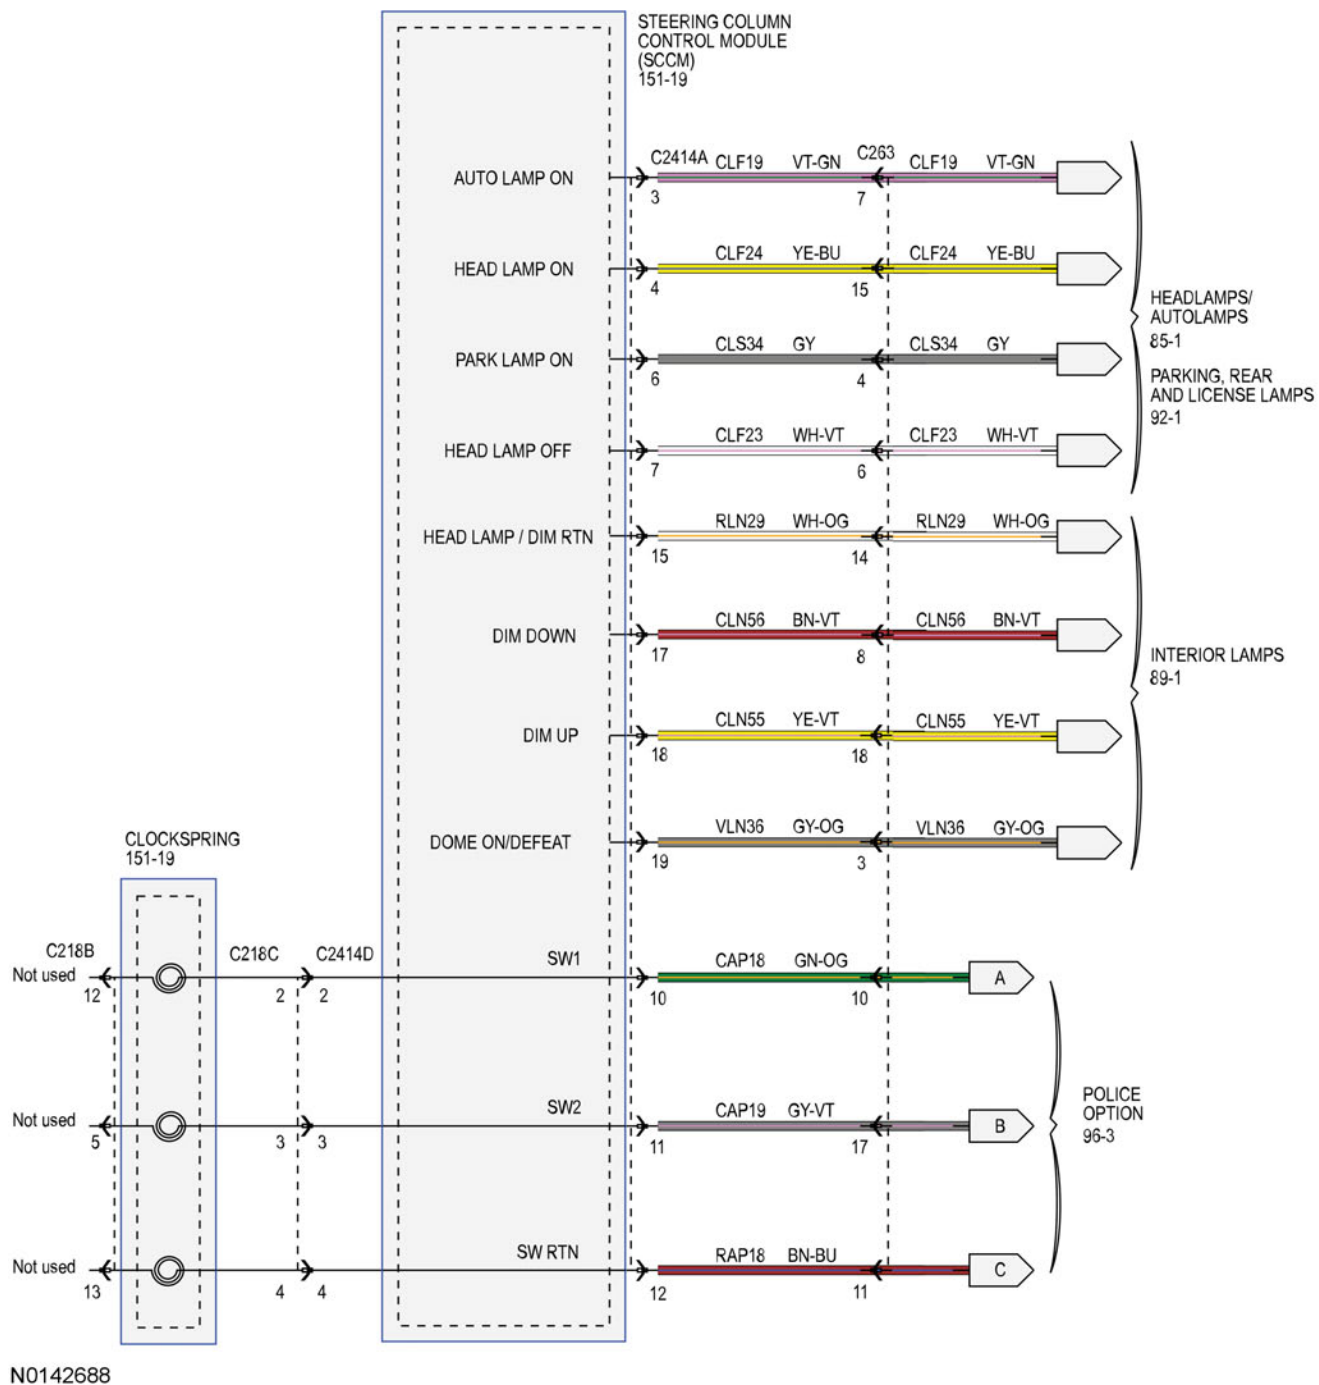 STEERING COLUMN
CONTROL MODULE
(SCCM)
151-19
AUTO LAMP ON
C2414A
3
CLF19 VT-GN
C263
7
CLF19 VT-GN
HEAD LAMP ON
4
CLF24 YE-BU
15
CLF24 YE-BU
PARK LAMP ON
6
CLS34 GY
4
CLS34 GY
HEAD LAMP OFF
7
CLF23 WH-VT
6
CLF23 WH-VT
HEADLAMPS/
AUTOLAMPS
85-1
PARKING, REAR
AND LICENSE LAMPS
92-1
HEAD LAMP / DIM RTN
15
RLN29 WH-OG
14
RLN29 WH-OG
DIM DOWN
17
CLN56 BN-VT
8
CLN56 BN-VT
DIM UP
18
CLN55 YE-VT
18
CLN55 YE-VT
DOME ON/DEFEAT
19
VLN36 GY-OG
3
VLN36 GY-OG
INTERIOR LAMPS
89-1
CLOCKSPRING
151-19
C218B
Not used
12
C218C
2
C2414D
2
SW1
10
CAP18 GN-OG
10
A
Not used
5
3
3
SW2
11
CAP19 GY-VT
17
B
Not used
13
4
4
SW RTN
12
RAP18 BN-BU
11
C
POLICE
OPTION
96-3
N0142688